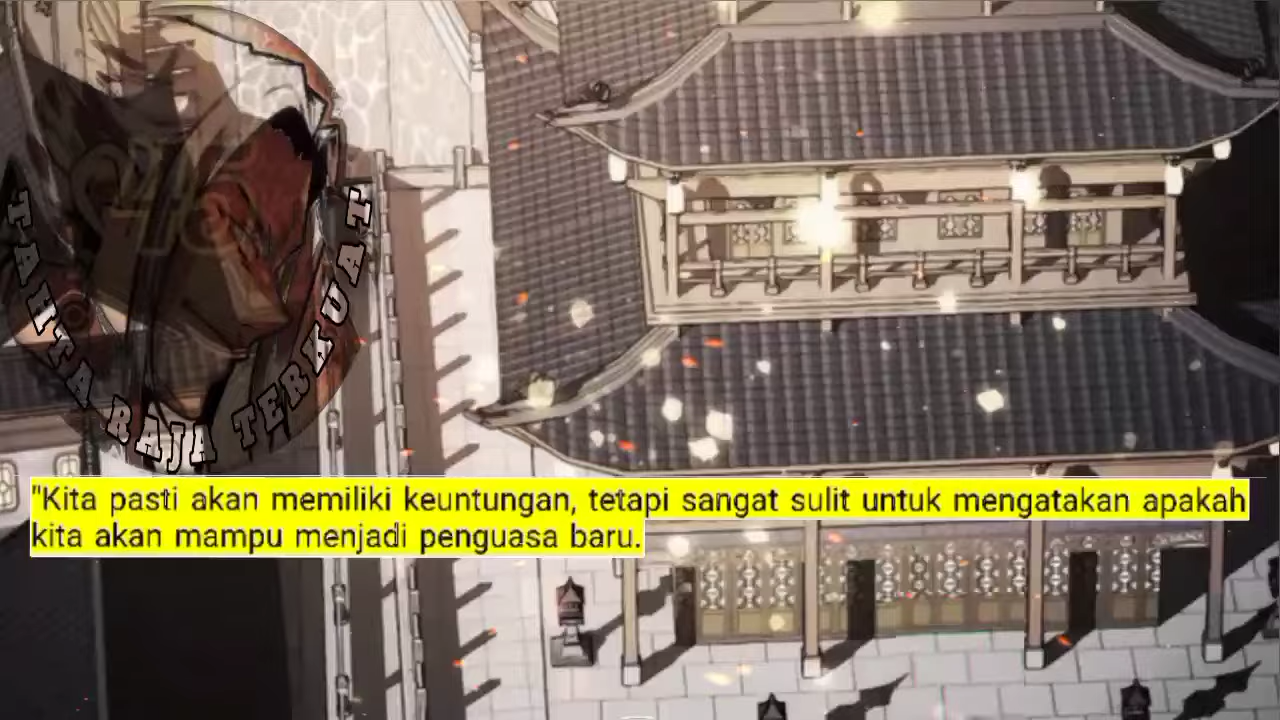 TAHTA RAJA TERKUAT
"Kita pasti akan memiliki keuntungan, tetapi sangat sulit untuk mengatakan apakah
kita akan mampu menjadi penguasa baru.